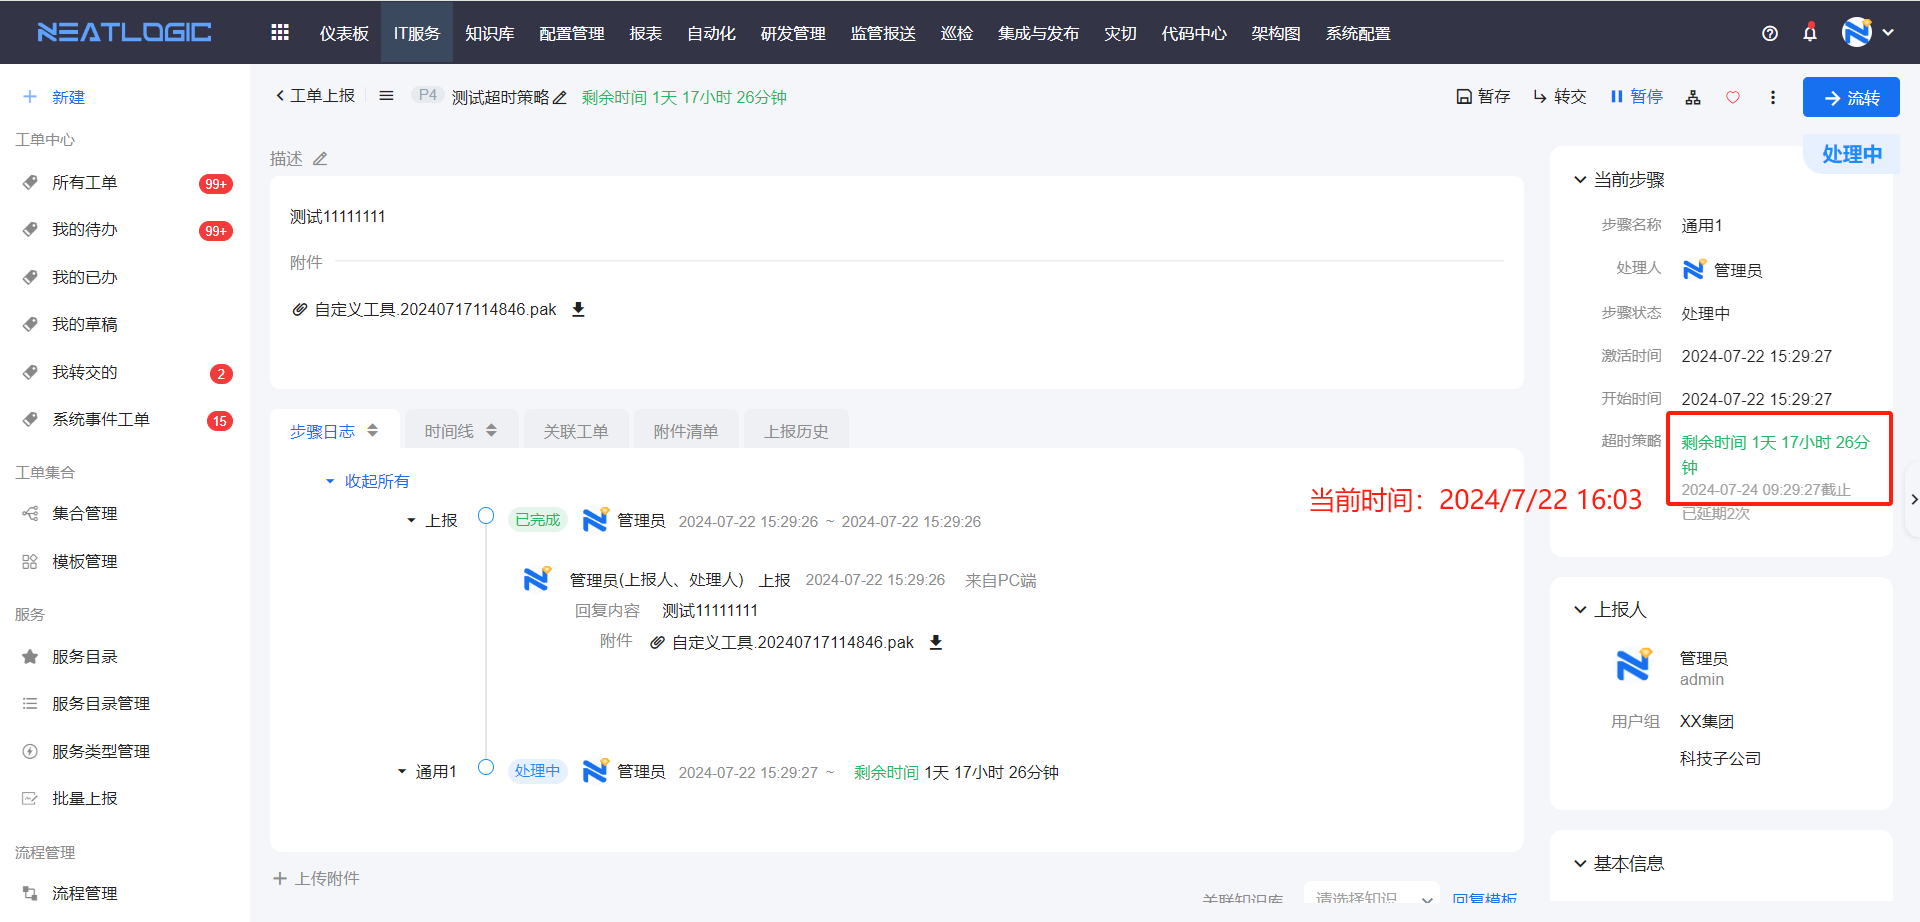 NEATLOGIC
仪表板
IT服务
知识库
配置管理
报表
自动化
研发管理
监管报送
巡检
集成与发布
灾切
代码中心
架构图
系统配置
新建
工单中心
所有工单 99+
我的待办 99+
我的已办
我的草稿
我转交的 2
系统事件工单 15
工单集合
集合管理
模板管理
服务
服务目录
服务目录管理
服务类型管理
批量上报
流程管理
流程管理
工单上报 P4 测试超时策略 剩余时间 1天 17小时 26分钟
暂存 转交 暂停 流转
描述
测试11111111
附件
自定义工具.20240717114846.pak
步骤日志 时间线 关联工单 附件清单 上报历史
收起所有
上报 已完成 管理员 2024-07-22 15:29:26 ~ 2024-07-22 15:29:26
管理员(上报人、处理人) 上报 2024-07-22 15:29:26 来自PC端
回复内容 测试11111111
附件 自定义工具.20240717114846.pak
通用1 处理中 管理员 2024-07-22 15:29:27 ~ 剩余时间 1天 17小时 26分钟
当前时间：2024/7/22 16:03
上传附件
关联知识库 请选择知识 回复模板
处理中
当前步骤
步骤名称 通用1
处理人 管理员
步骤状态 处理中
激活时间 2024-07-22 15:29:27
开始时间 2024-07-22 15:29:27
超时策略 剩余时间 1天 17小时 26分
钟
2024-07-24 09:29:27截止
已延期2次
上报人
管理员
admin
用户组 XX集团
科技子公司
基本信息